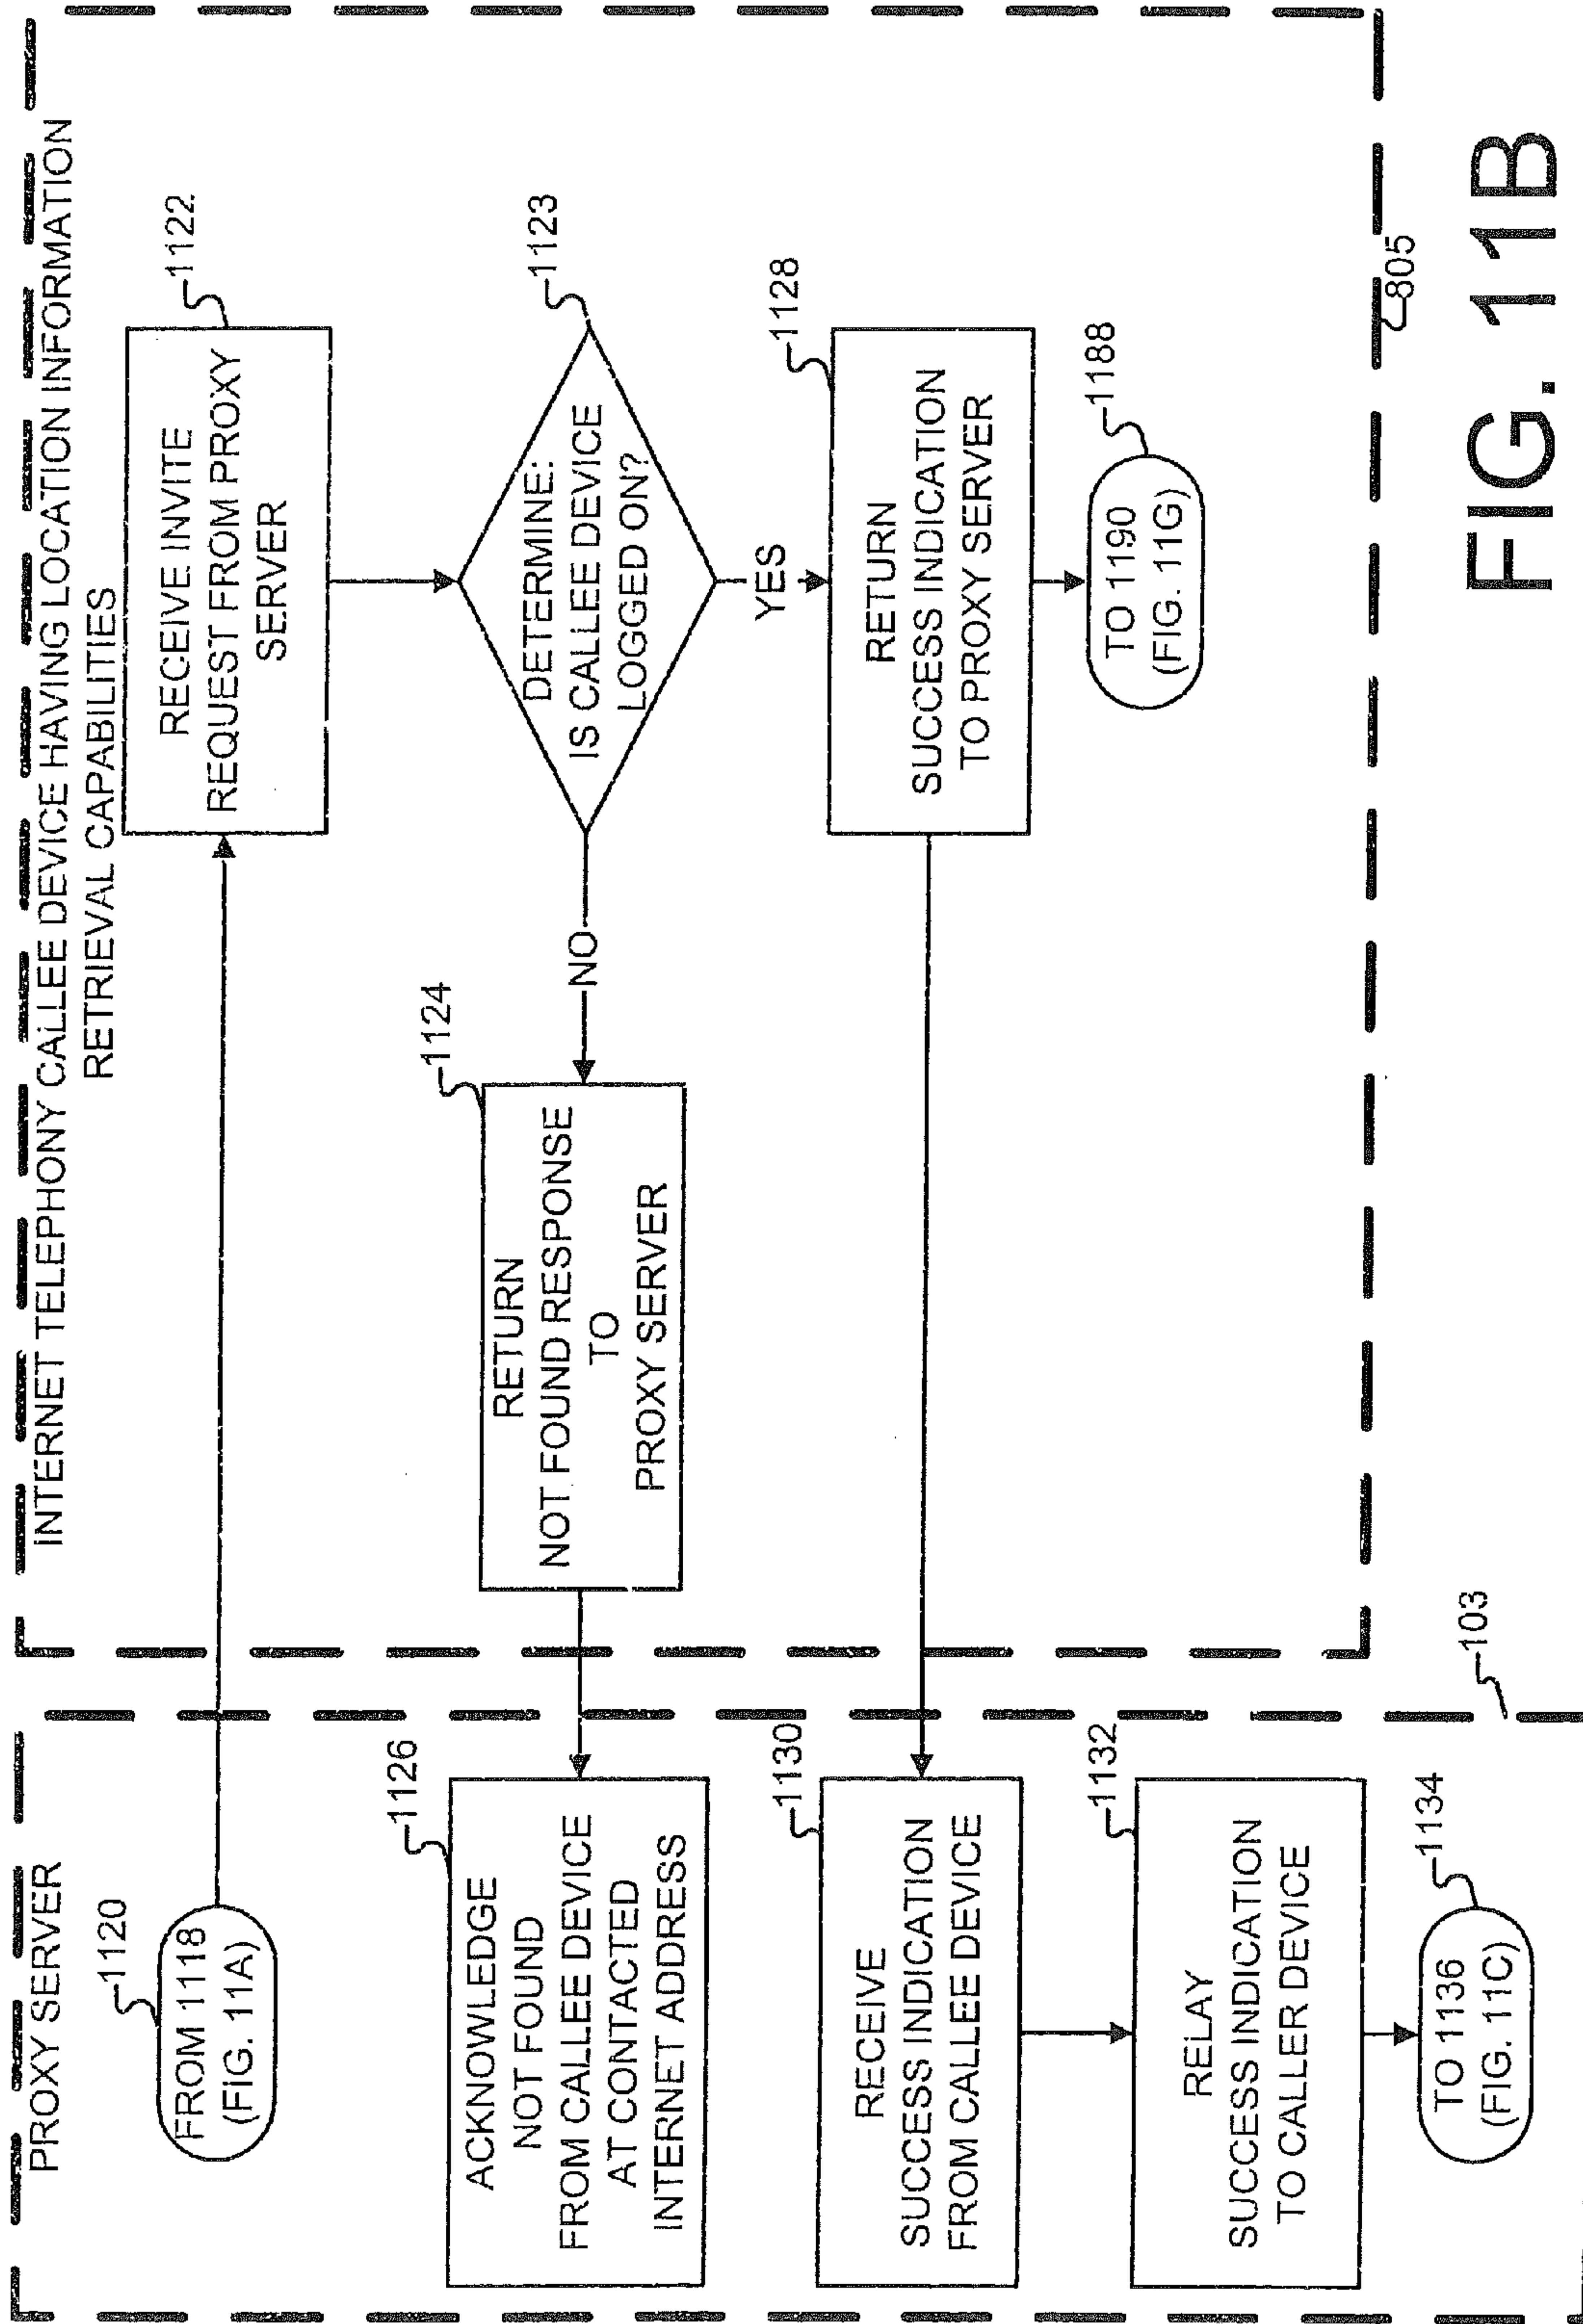 PROXY SERVER
1120
FROM 1118
(FIG. 11A)
1126
ACKNOWLEDGE
NOT FOUND
FROM CALLEE DEVICE
AT CONTACTED
INTERNET ADDRESS
1130
RECEIVE
SUCCESS INDICATION
FROM CALLEE DEVICE
1132
RELAY
SUCCESS INDICATION
TO CALLER DEVICE
1134
TO 1136
(FIG. 11C)
103
INTERNET TELEPHONY CALLEE DEVICE HAVING LOCATION INFORMATION
RETRIEVAL CAPABILITIES
1122
RECEIVE INVITE
REQUEST FROM PROXY
SERVER
1123
DETERMINE:
IS CALLEE DEVICE
LOGGED ON?
NO
1124
RETURN
NOT FOUND RESPONSE
TO
PROXY SERVER
YES
1128
RETURN
SUCCESS INDICATION
TO PROXY SERVER
1188
TO 1190
(FIG. 11G)
805
FIG. 11B